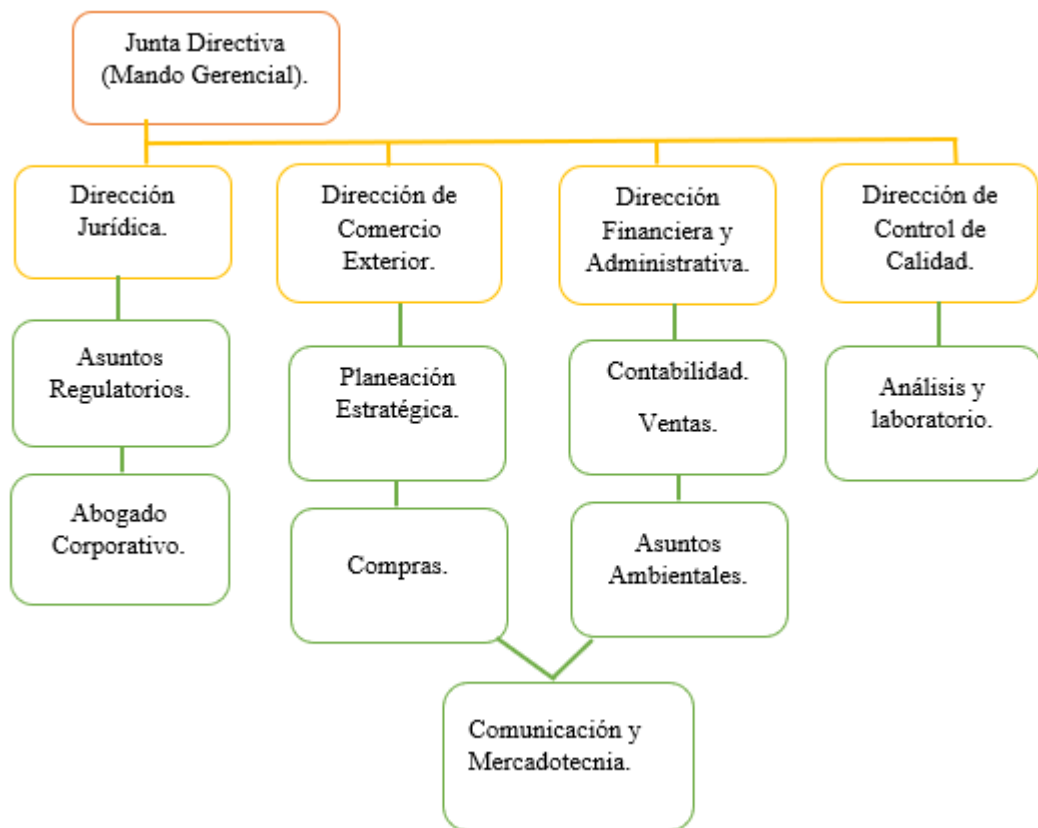 Junta Directiva
(Mando Gerencial).
Dirección
Jurídica.
Dirección de
Comercio
Exterior.
Dirección
Financiera y
Administrativa.
Dirección de
Control de
Calidad.
Asuntos
Regulatorios.
Planeación
Estratégica.
Contabilidad.
Ventas.
Análisis y
laboratorio.
Abogado
Corporativo.
Compras.
Asuntos
Ambientales.
Comunicación y
Mercadotecnia.